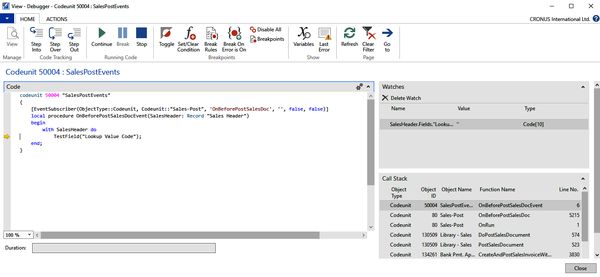 View - Debugger - Codeunit 50004 : SalesPostEvents
HOME ACTIONS CRONUS International Ltd.
View
Step Into
Step Over
Step Out
Continue
Break
Stop
Toggle
Set/Clear Condition
Break Rules
Break On Error is On
Disable All
Breakpoints
Variables
Last Error
Refresh
Clear Filter
Go to
Manage Code Tracking Running Code Breakpoints Show Page
Codeunit 50004 : SalesPostEvents
Code
codeunit 50004 "SalesPostEvents"
{
[EventSubscriber(ObjectType::Codeunit, Codeunit::"Sales-Post", 'OnBeforePostSalesDoc', '', false, false)]
local procedure OnBeforePostSalesDocEvent(SalesHeader: Record "Sales Header")
begin
with SalesHeader do
TestField("Lookup Value Code");
end;
}
100 %
Duration:
Watches
Delete Watch
Name Value Type
SalesHeader.Fields."Looku... '' Code[10]
Call Stack
Object Type Object ID Object Name Function Name Line No.
Codeunit 50004 SalesPostEve... OnBeforePostSalesDocEvent 6
Codeunit 80 Sales-Post OnBeforePostSalesDoc 5215
Codeunit 80 Sales-Post OnRun 1
Codeunit 130509 Library - Sales DoPostSalesDocument 574
Codeunit 130509 Library - Sales PostSalesDocument 523
Codeunit 134261 Bank Pmt. Ap... CreateAndPostSalesInvoiceWit... 3830
Close